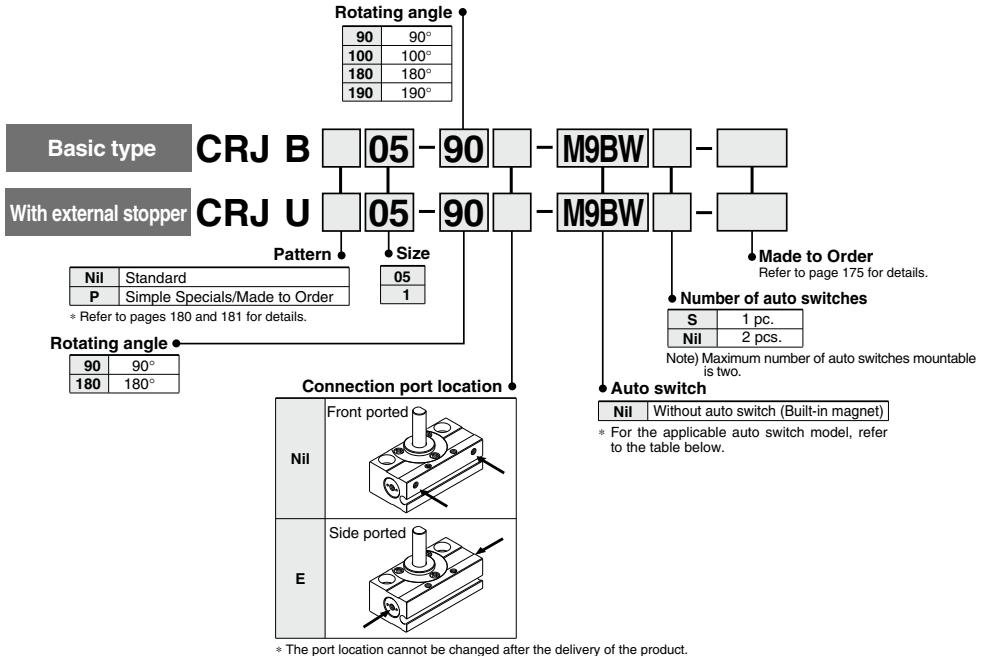 Rotating angle
90 90°
100 100°
180 180°
190 190°
Basic type CRJ B 05 - 90 - M9BW -
With external stopper CRJ U 05 - 90 - M9BW -
Pattern
Nil Standard
P Simple Specials/Made to Order
* Refer to pages 180 and 181 for details.
Size
05
1
Made to Order
Refer to page 175 for details.
Number of auto switches
S 1 pc.
Nil 2 pcs.
Note) Maximum number of auto switches mountable
is two.
Rotating angle
90 90°
180 180°
Connection port location
Nil Front ported
E Side ported
* The port location cannot be changed after the delivery of the product.
Auto switch
Nil Without auto switch (Built-in magnet)
* For the applicable auto switch model, refer
to the table below.